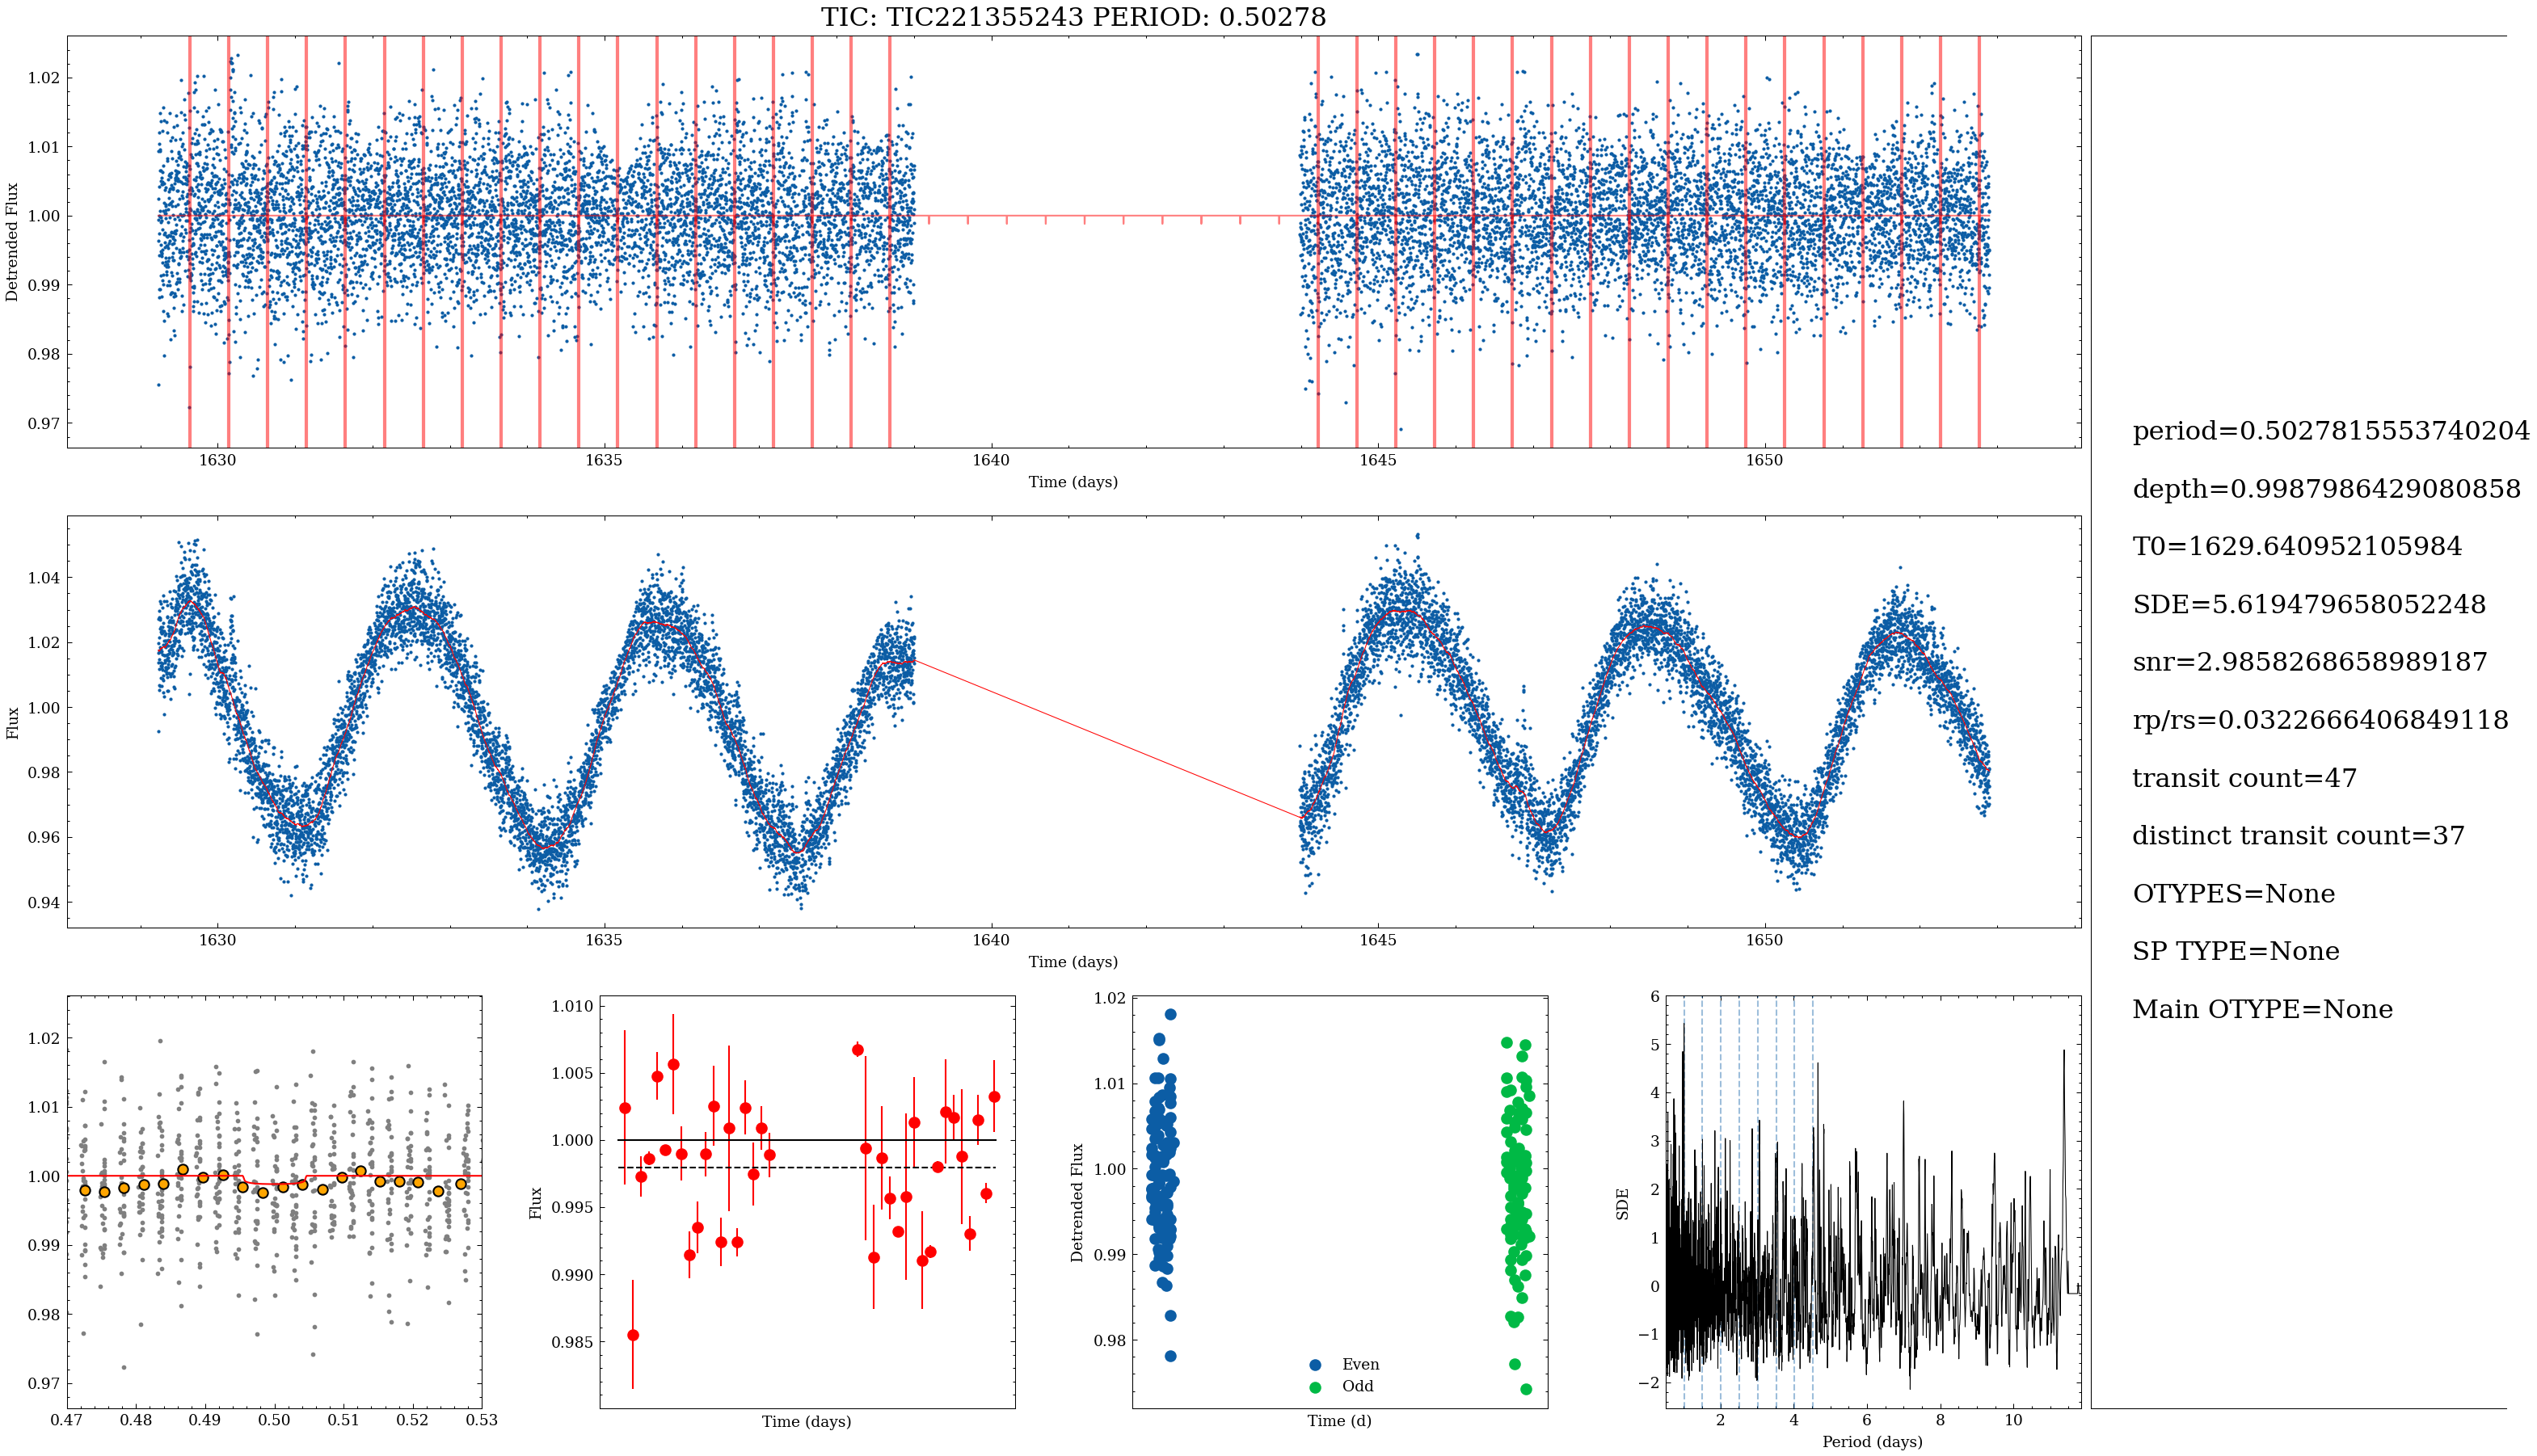 TIC: TIC221355243 PERIOD: 0.50278
1.02
1.01
1.00
0.99
0.98
0.97
Detrended Flux
1630
1635
1640
1645
1650
Time (days)
1.04
1.02
1.00
0.98
0.96
0.94
Flux
1630
1635
1640
1645
1650
Time (days)
period=0.5027815553740204
depth=0.9987986429080858
T0=1629.640952105984
SDE=5.619479658052248
snr=2.9858268658989187
rp/rs=0.0322666406849118
transit count=47
distinct transit count=37
OTYPES=None
SP TYPE=None
Main OTYPE=None
1.02
1.01
1.00
0.99
0.98
0.97
0.47
0.48
0.49
0.50
0.51
0.52
0.53
1.010
1.005
1.000
0.995
0.990
0.985
Flux
Time (days)
1.02
1.01
1.00
0.99
0.98
Detrended Flux
Even
Odd
Time (d)
6
5
4
3
2
1
0
−1
−2
SDE
2
4
6
8
10
Period (days)